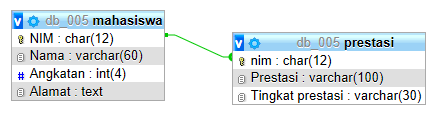 v db_005 mahasiswa
NIM : char(12)
Nama : varchar(60)
# Angkatan : int(4)
Alamat : text
v db_005 prestasi
nim : char(12)
Prestasi : varchar(100)
Tingkat prestasi : varchar(30)